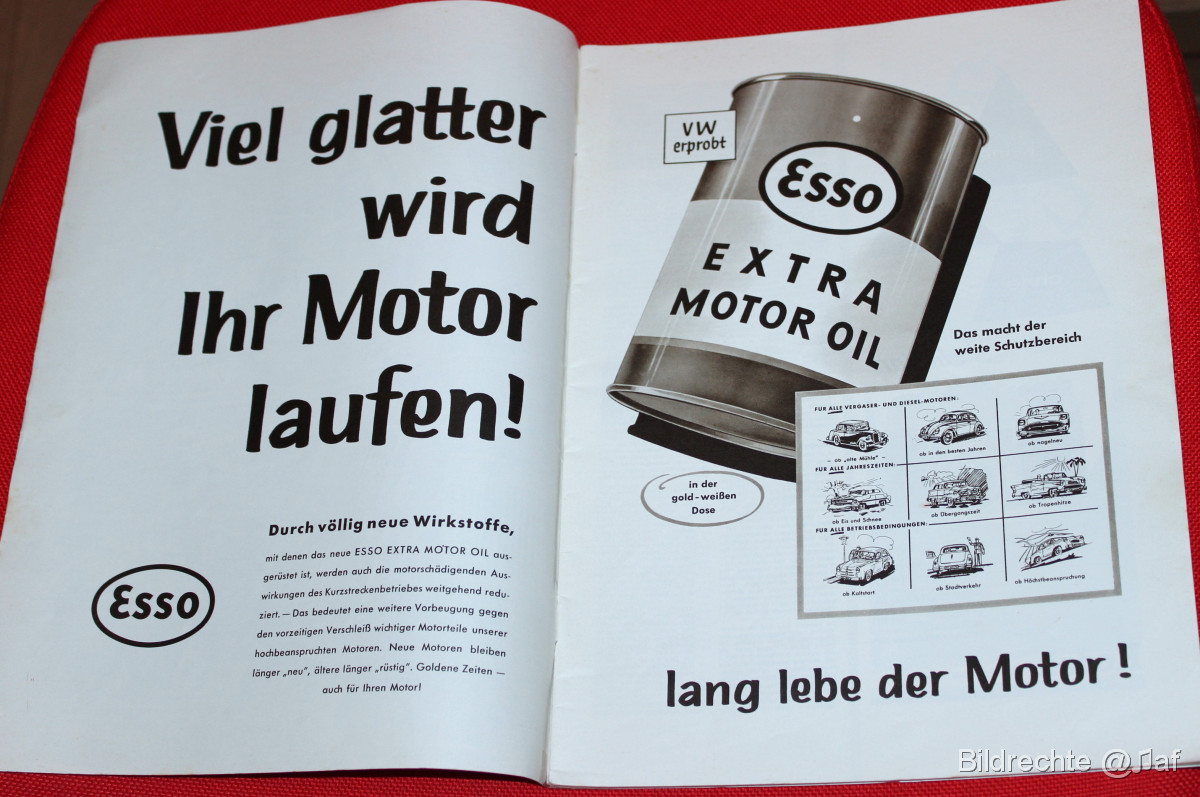 Viel glatter
wird
Ihr Motor
laufen!
Durch völlig neue Wirkstoffe,
mit denen das neue ESSO EXTRA MOTOR OIL aus-
gerüstet ist, werden auch die motorschädigenden Aus-
wirkungen des Kurzstreckenbetriebes weitgehend redu-
ziert. — Das bedeutet eine weitere Vorbeugung gegen
den vorzeitigen Verschleiß wichtiger Motorteile unserer
hochbeanspruchten Motoren. Neue Motoren bleiben
länger „neu", ältere länger „rüstig". Goldene Zeiten —
auch für Ihren Motor!
Esso
VW
erprobt
Esso
EXTRA
MOTOR OIL
Das macht der
weite Schutzbereich
in der
gold-weißen
Dose
FÜR ALLE VERGASER- UND DIESEL-MOTOREN:
— ob „alte Mühle" —
ob in den besten Jahren
ob nagelneu
FÜR ALLE JAHRESZEITEN:
ob Eis und Schnee
ob Übergangszeit
ob Tropenhitze
FÜR ALLE BETRIEBSBEDINGUNGEN:
ob Kaltstart
ob Stadtverkehr
ob Höchstbeanspruchung
lang lebe der Motor!
Bildrechte @J1af